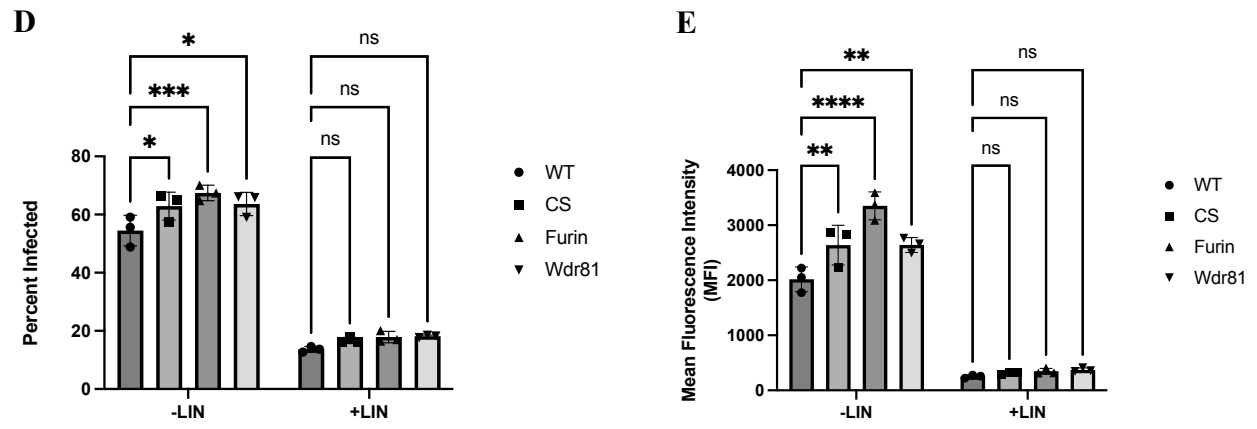 D
*
ns
***
ns
*
ns
80
60
40
20
0
Percent Infected
-LIN
+LIN
WT
CS
Furin
Wdr81
E
**
ns
****
ns
**
ns
4000
3000
2000
1000
0
Mean Fluorescence Intensity
(MFI)
-LIN
+LIN
WT
CS
Furin
Wdr81